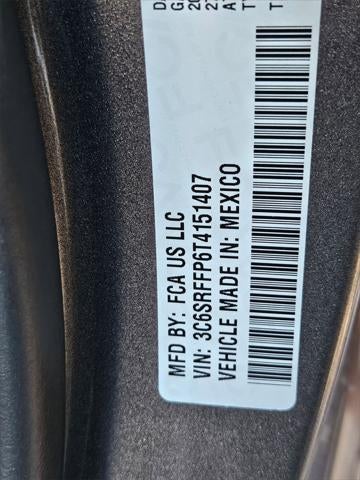 MFD BY: FCA US LLC
VIN: 3C6SRFFP6T4151407
VEHICLE MADE IN: MEXICO